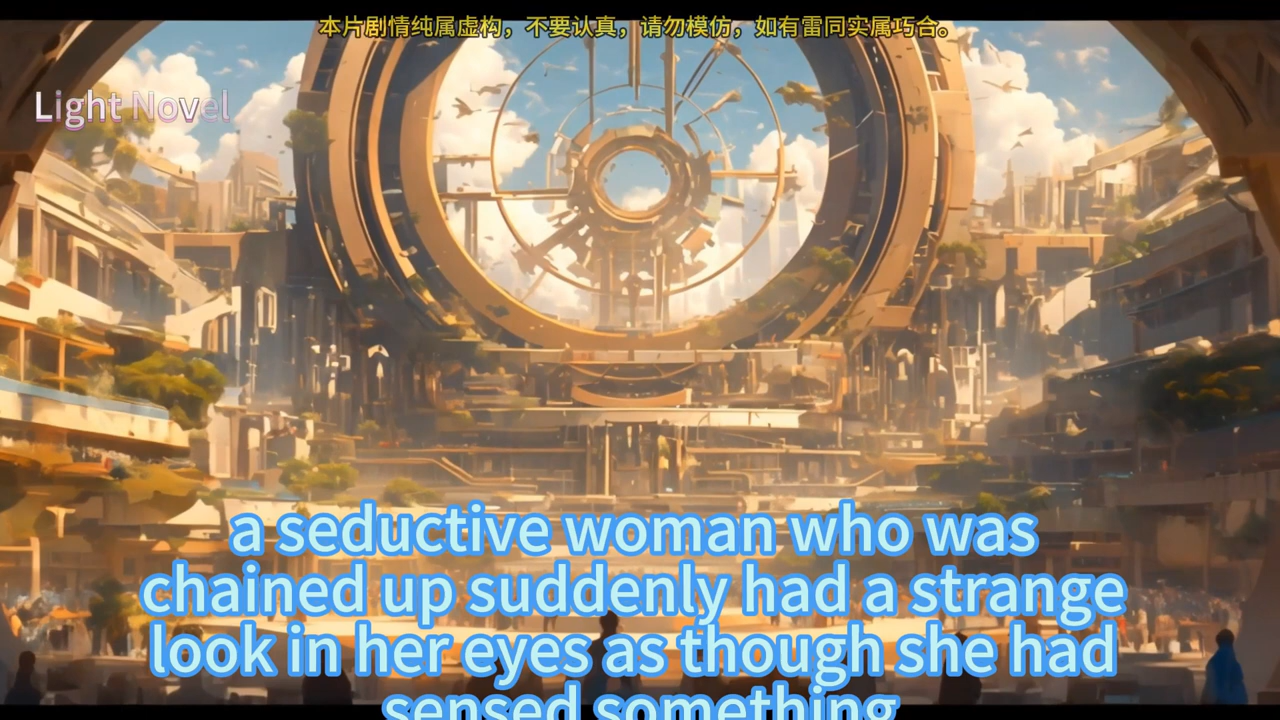 本片剧情纯属虚构，不要认真，请勿模仿，如有雷同实属巧合。
Light Novel
a seductive woman who was
chained up suddenly had a strange
look in her eyes as though she had
sensed something